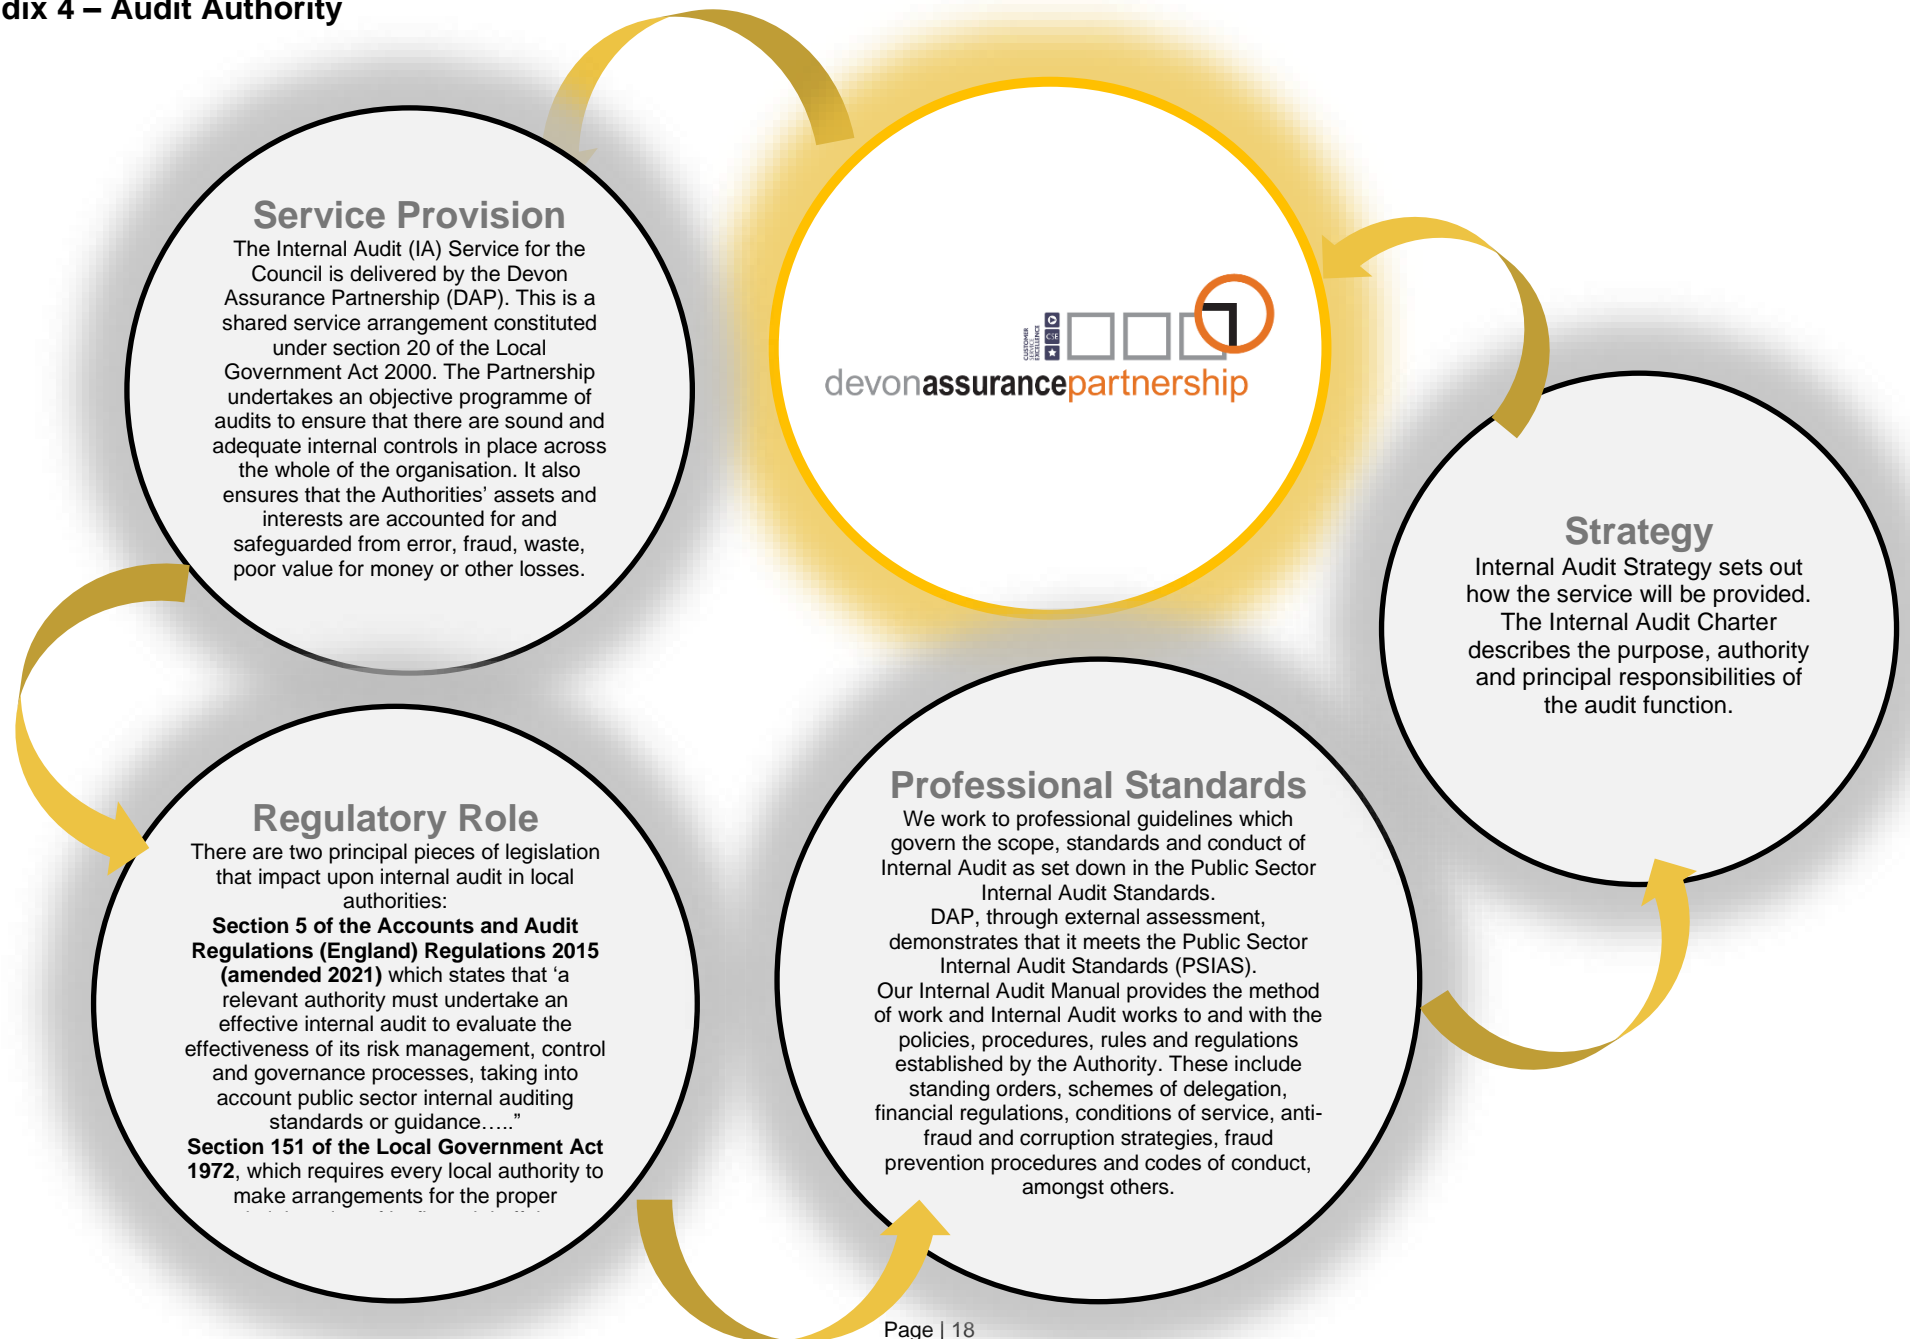 dix 4 – Audit Authority
Service Provision
The Internal Audit (IA) Service for the
Council is delivered by the Devon
Assurance Partnership (DAP). This is a
shared service arrangement constituted
under section 20 of the Local
Government Act 2000. The Partnership
undertakes an objective programme of
audits to ensure that there are sound and
adequate internal controls in place across
the whole of the organisation. It also
ensures that the Authorities’ assets and
interests are accounted for and
safeguarded from error, fraud, waste,
poor value for money or other losses.
CUSTOMER
SERVICE
EXCELLENCE
CSE
devonassurancepartnership
Strategy
Internal Audit Strategy sets out
how the service will be provided.
The Internal Audit Charter
describes the purpose, authority
and principal responsibilities of
the audit function.
Regulatory Role
There are two principal pieces of legislation
that impact upon internal audit in local
authorities:
Section 5 of the Accounts and Audit
Regulations (England) Regulations 2015
(amended 2021) which states that ‘a
relevant authority must undertake an
effective internal audit to evaluate the
effectiveness of its risk management, control
and governance processes, taking into
account public sector internal auditing
standards or guidance…..”
Section 151 of the Local Government Act
1972, which requires every local authority to
make arrangements for the proper
Professional Standards
We work to professional guidelines which
govern the scope, standards and conduct of
Internal Audit as set down in the Public Sector
Internal Audit Standards.
DAP, through external assessment,
demonstrates that it meets the Public Sector
Internal Audit Standards (PSIAS).
Our Internal Audit Manual provides the method
of work and Internal Audit works to and with the
policies, procedures, rules and regulations
established by the Authority. These include
standing orders, schemes of delegation,
financial regulations, conditions of service, anti-
fraud and corruption strategies, fraud
prevention procedures and codes of conduct,
amongst others.
Page | 18